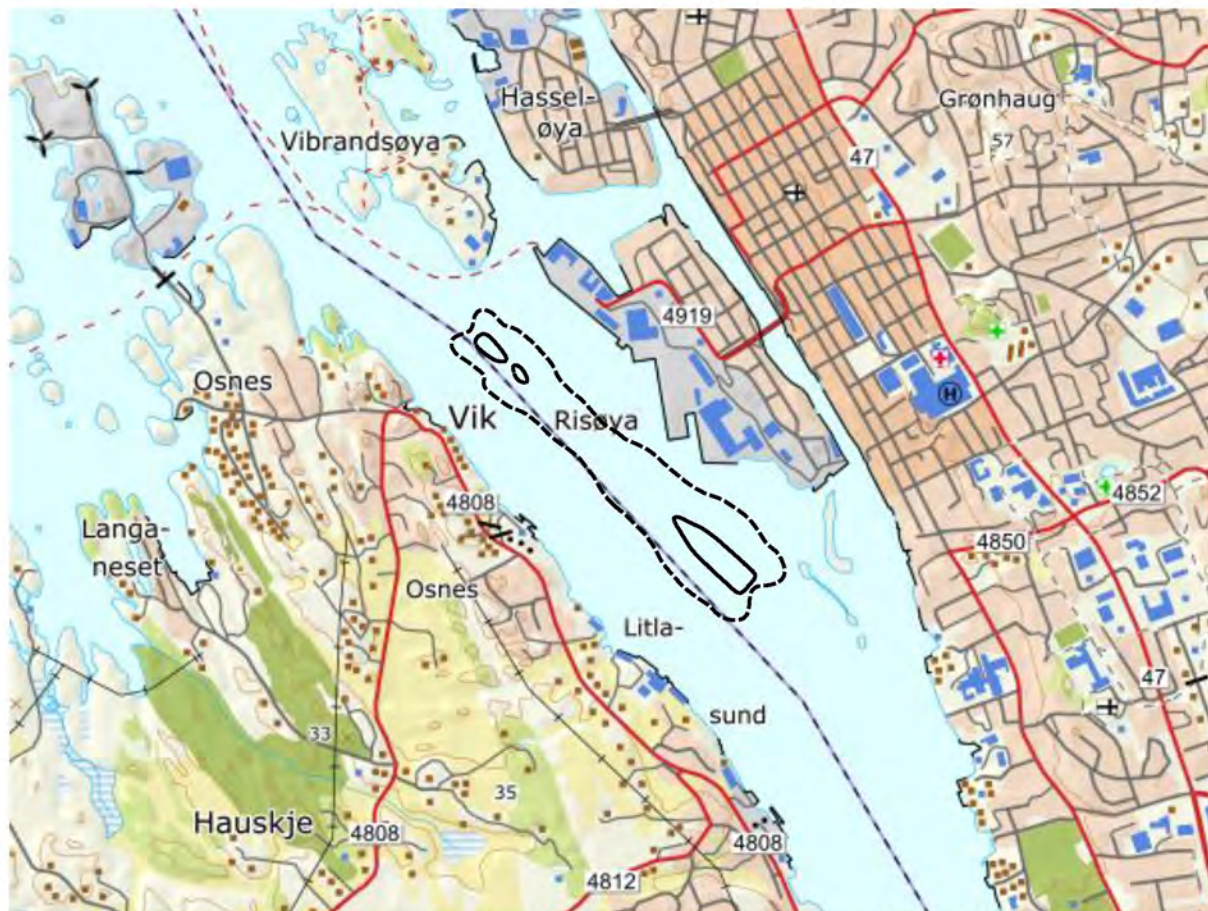 Hassel-
øya
Grønhaug
Vibrandsøya
57
47
4919
Osnes
Vik
Risøya
H
4808
4852
Langa-
neset
4850
Osnes
Litla-
47
sund
33
35
Hauskje
4808
4808
4812